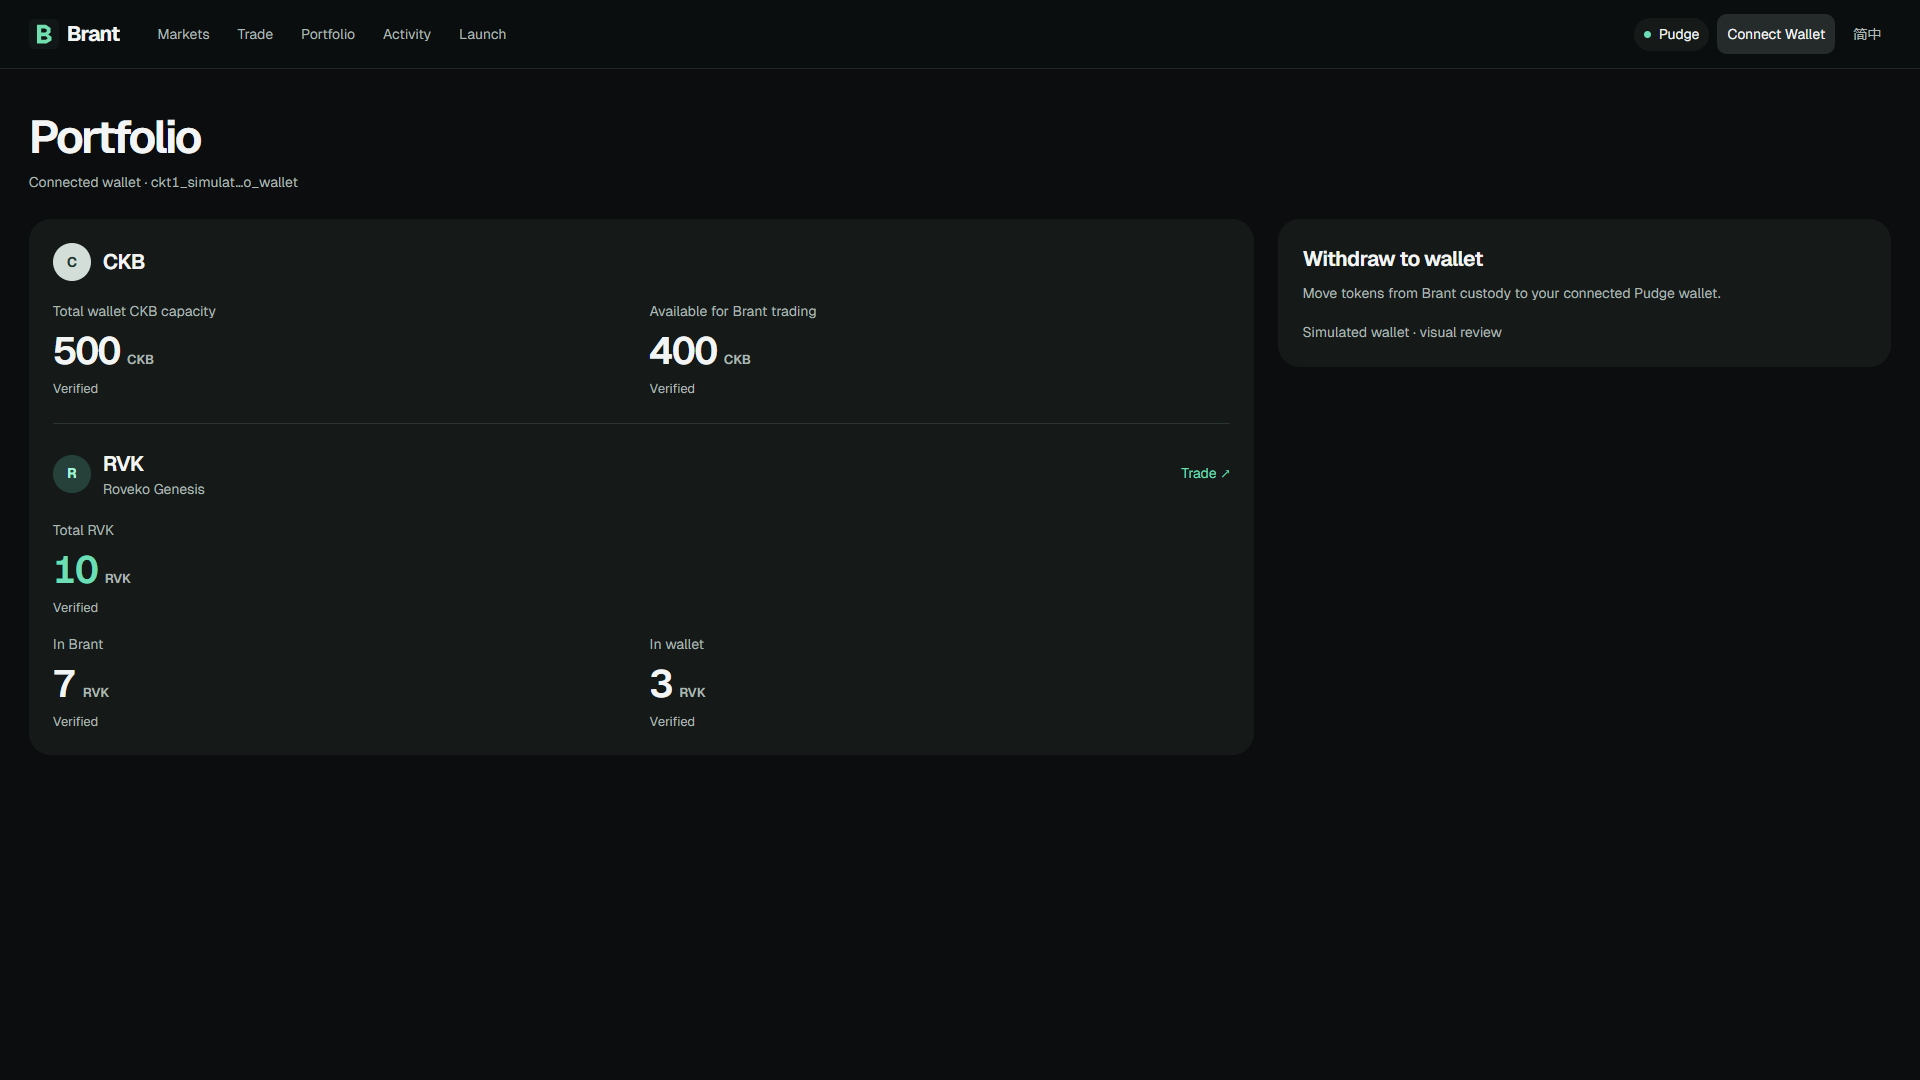 B Brant Markets Trade Portfolio Activity Launch Pudge Connect Wallet 简中
Portfolio
Connected wallet · ckt1_simulat…o_wallet
C CKB
Total wallet CKB capacity Available for Brant trading
500 CKB 400 CKB
Verified Verified
R RVK
Roveko Genesis
Trade ↗
Total RVK
10 RVK
Verified
In Brant In wallet
7 RVK 3 RVK
Verified Verified
Withdraw to wallet
Move tokens from Brant custody to your connected Pudge wallet.
Simulated wallet · visual review